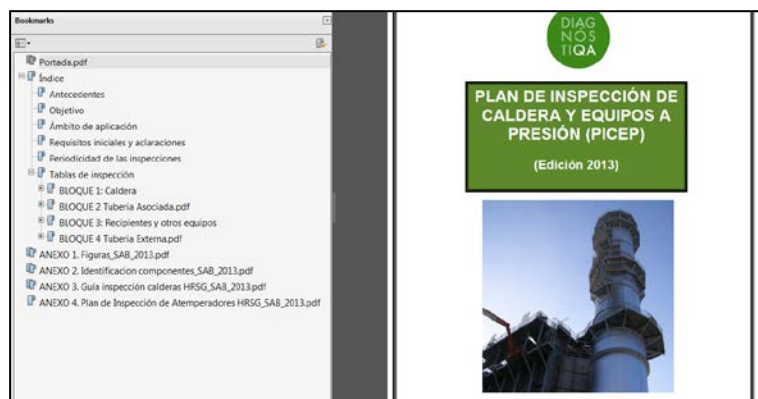 Bookmarks
Portada.pdf
Índice
Antecedentes
Objetivo
Ámbito de aplicación
Requisitos iniciales y aclaraciones
Periodicidad de las inspecciones
Tablas de inspección
BLOQUE 1: Caldera
BLOQUE 2 Tuberia Asociada.pdf
BLOQUE 3: Recipientes y otros equipos
BLOQUE 4 Tuberia Externa.pdf
ANEXO 1. Figuras_SAB_2013.pdf
ANEXO 2. Identificacion componentes_SAB_2013.pdf
ANEXO 3. Guía inspección calderas HRSG_SAB_2013.pdf
ANEXO 4. Plan de Inspección de Atemperadores HRSG_SAB_2013.pdf
DIAG
NÓS
TIQA
PLAN DE INSPECCIÓN DE
CALDERA Y EQUIPOS A
PRESIÓN (PICEP)
(Edición 2013)